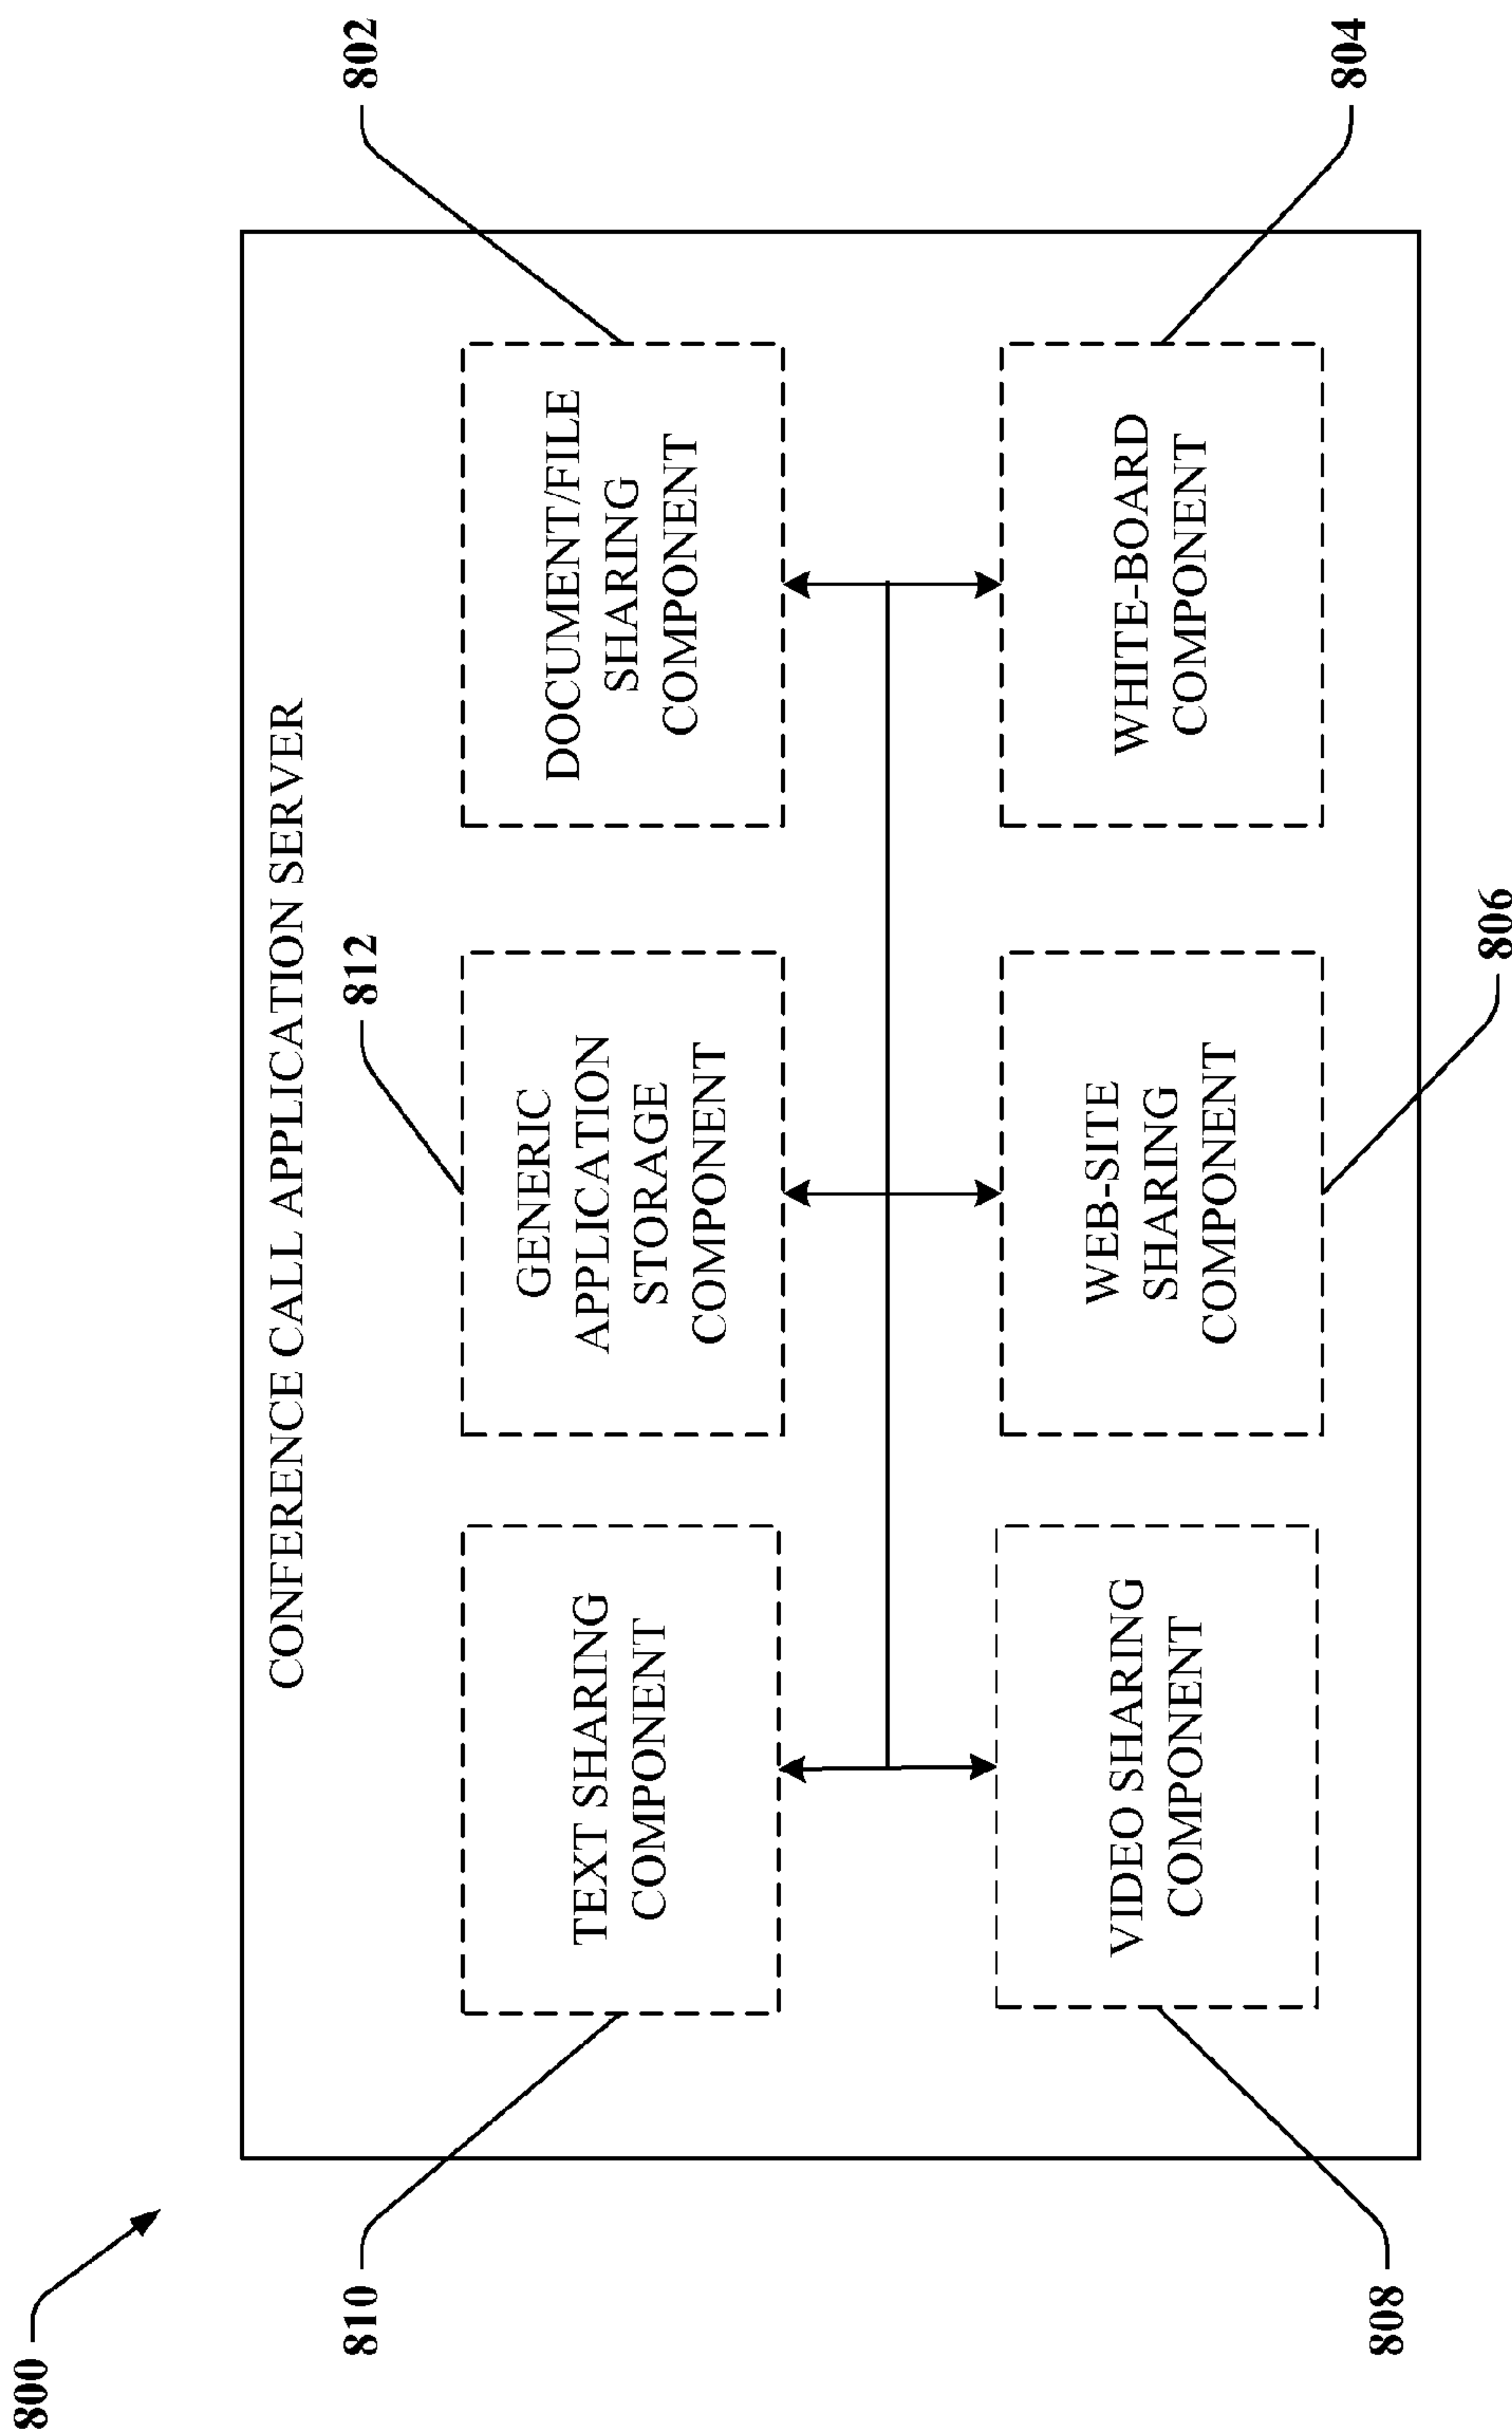 800
CONFERENCE CALL APPLICATION SERVER
810
TEXT SHARING
COMPONENT
812
GENERIC
APPLICATION
STORAGE
COMPONENT
802
DOCUMENT/FILE
SHARING
COMPONENT
808
VIDEO SHARING
COMPONENT
806
WEB-SITE
SHARING
COMPONENT
804
WHITE-BOARD
COMPONENT